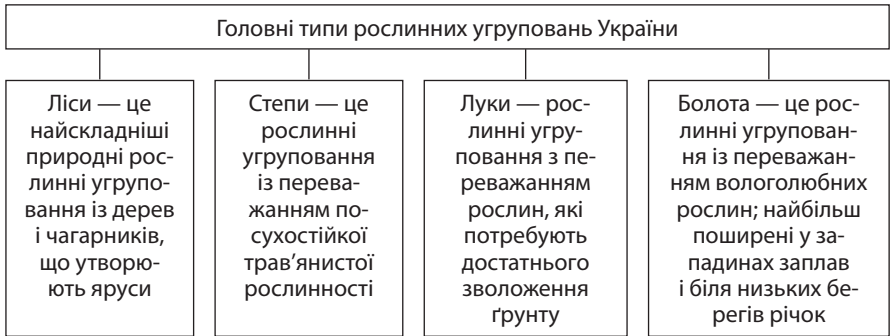 Головні типи рослинних угруповань України
Ліси — це
найскладніші
природні рос-
линні угрупо-
вання із дерев
і чагарників,
що утворю-
ють яруси
Степи — це
рослинні
угруповання
із перева-
жанням по-
сухостійкої
трав’янистої
рослинності
Луки — рос-
линні угру-
повання з пе-
реважанням
рослин, які
потребують
достатнього
зволоження
ґрунту
Болота — це рос-
линні угрупован-
ня із переважан-
ням вологолюбних
рослин; найбільш
поширені у за-
падинах заплав
і біля низьких бе-
регів річок